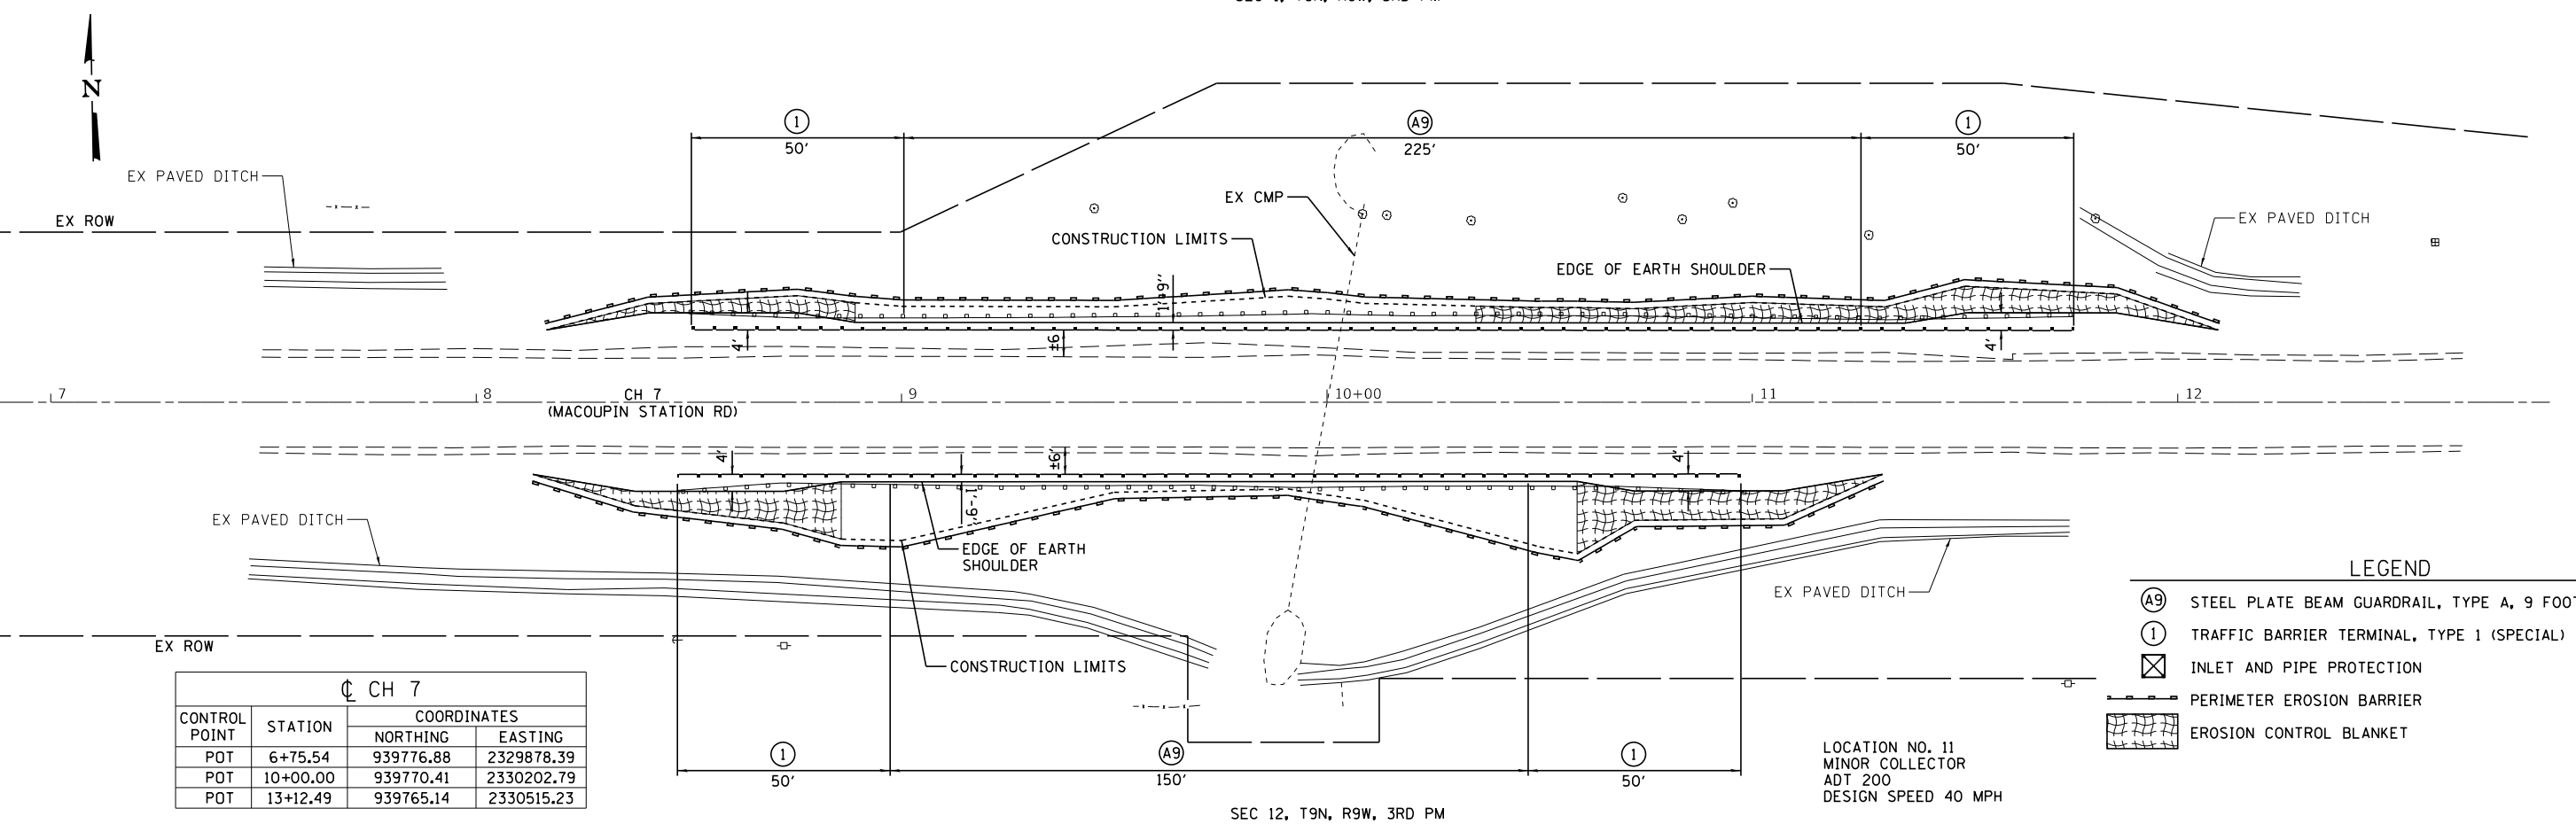 N
1
50'
A9
225'
1
50'
EX PAVED DITCH
EX ROW
EX CMP
CONSTRUCTION LIMITS
EDGE OF EARTH SHOULDER
EX PAVED DITCH
1'-9"
4'
±6
4'
7
8
CH 7
(MACOUPIN STATION RD)
9
10+00
11
12
4'
±6'
4'
1'-6"
EX PAVED DITCH
EDGE OF EARTH
SHOULDER
EX PAVED DITCH
EX ROW
CONSTRUCTION LIMITS
1
50'
A9
150'
1
50'
SEC 12, T9N, R9W, 3RD PM
℄ CH 7
CONTROL POINT STATION COORDINATES
NORTHING EASTING
POT 6+75.54 939776.88 2329878.39
POT 10+00.00 939770.41 2330202.79
POT 13+12.49 939765.14 2330515.23
LOCATION NO. 11
MINOR COLLECTOR
ADT 200
DESIGN SPEED 40 MPH
LEGEND
A9 STEEL PLATE BEAM GUARDRAIL, TYPE A, 9 FOOT
1 TRAFFIC BARRIER TERMINAL, TYPE 1 (SPECIAL)
INLET AND PIPE PROTECTION
PERIMETER EROSION BARRIER
EROSION CONTROL BLANKET